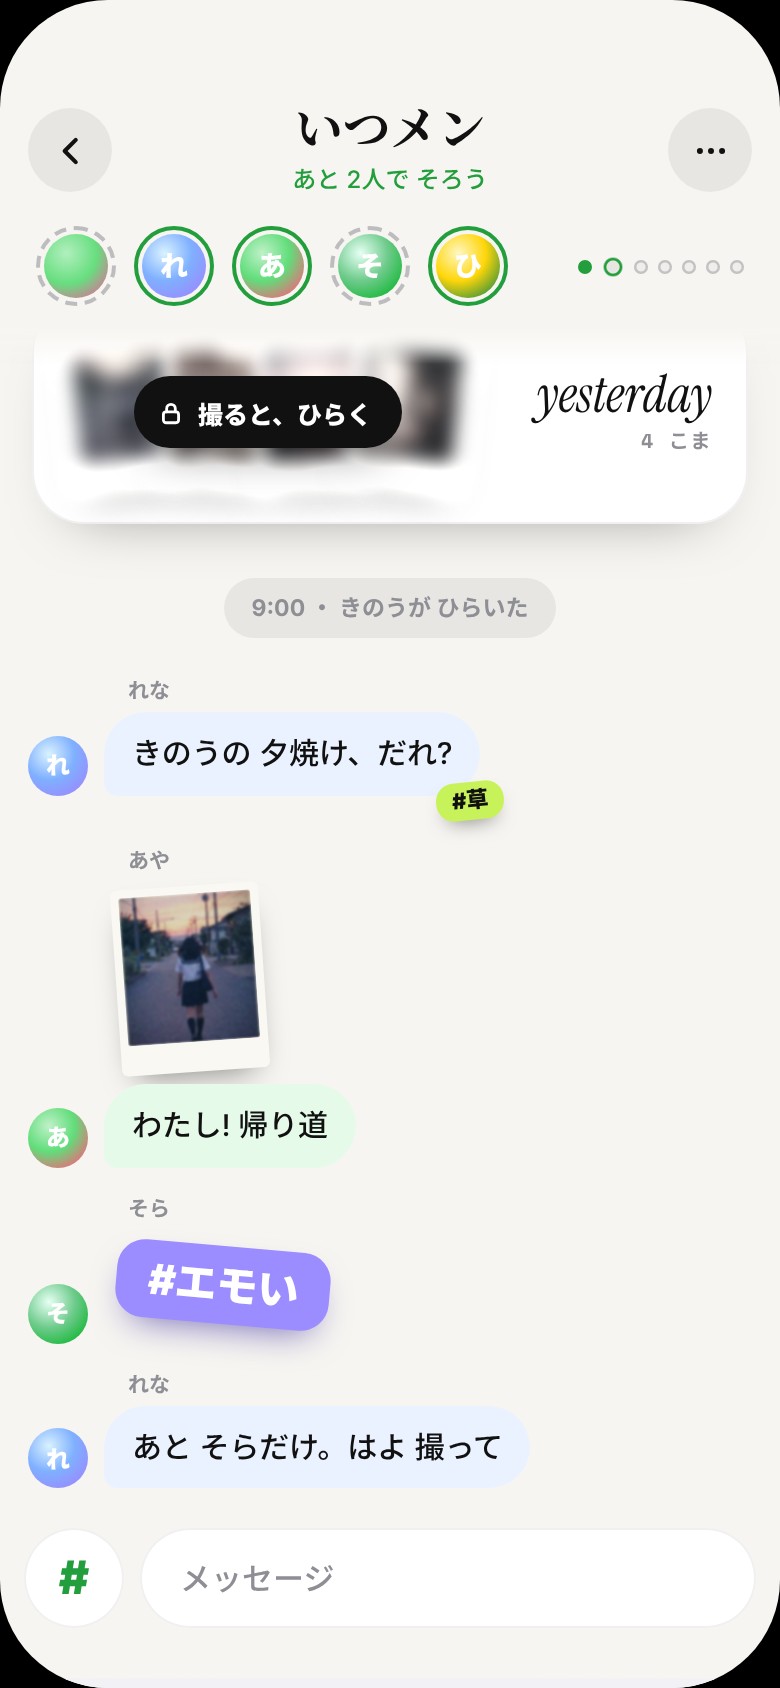 いつメン
あと 2人で そろう
れ
あ
そ
ひ
撮ると、ひらく
yesterday
4 こま
9:00 ・ きのうが ひらいた
れな
れ
きのうの 夕焼け、だれ?
#草
あや
あ
わたし! 帰り道
そら
そ
#エモい
れな
れ
あと そらだけ。はよ 撮って
#
メッセージ